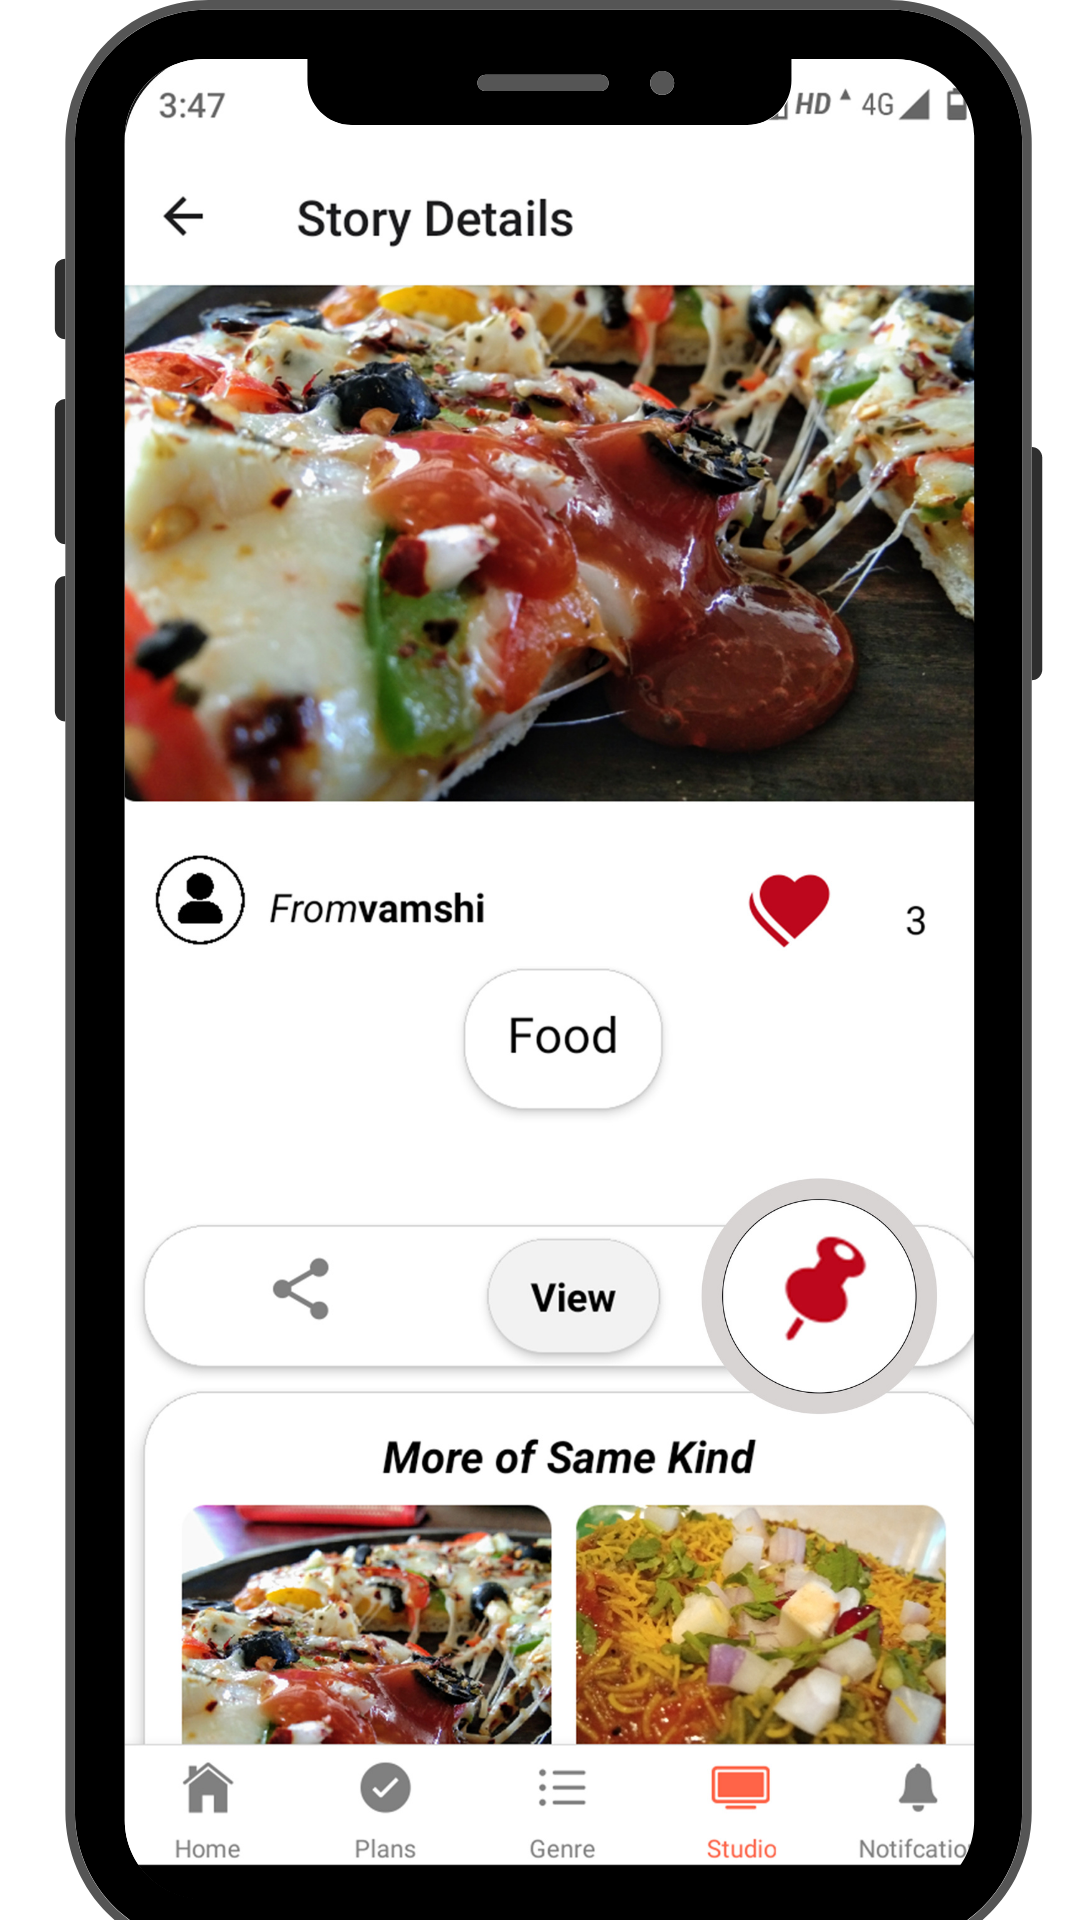 3:47 HD 4G
Story Details
Fromvamshi 3
Food
View
More of Same Kind
Home Plans Genre Studio Notifcatio